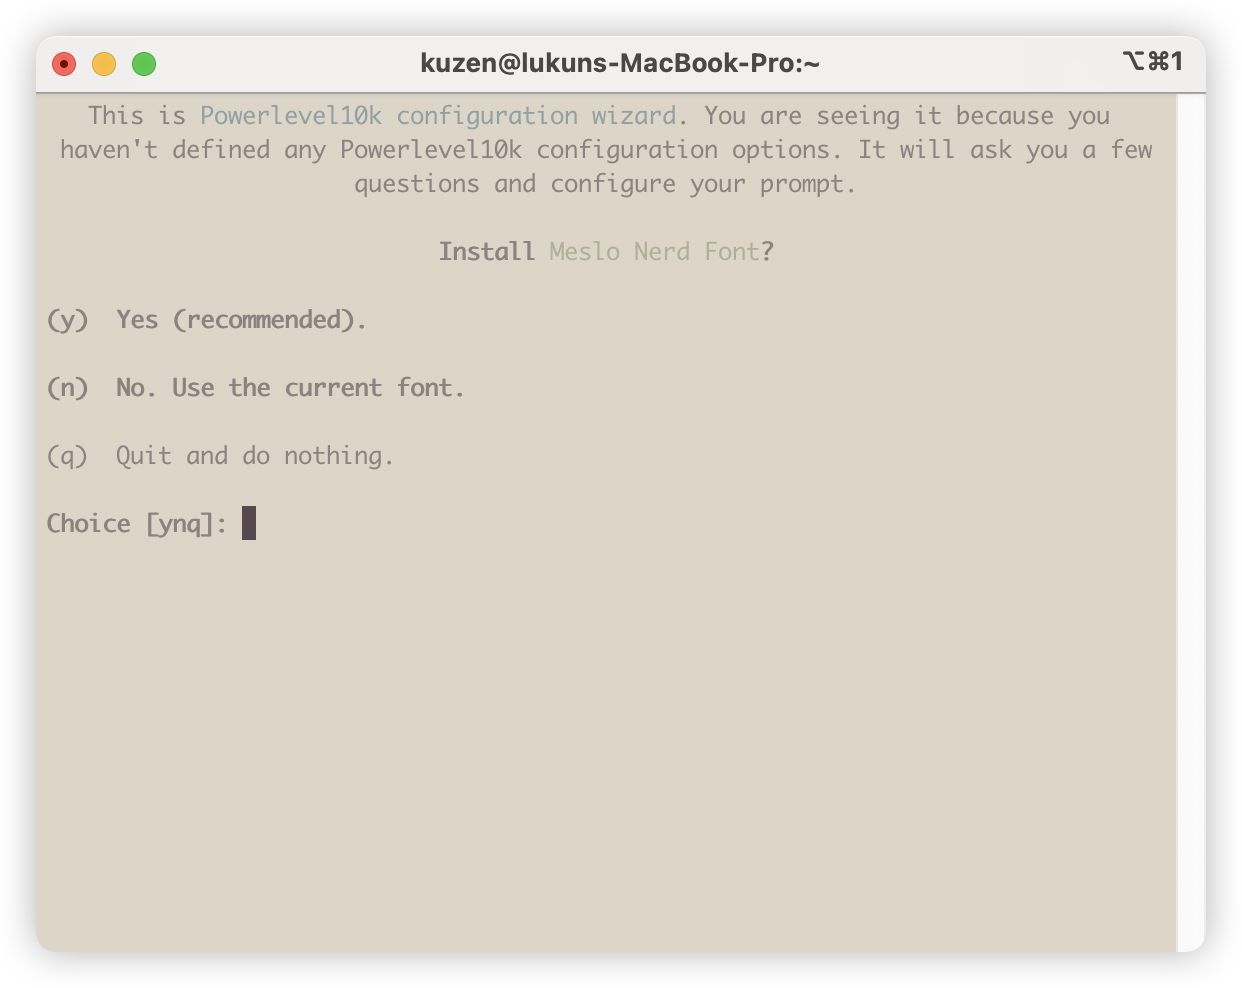 kuzen@lukuns-MacBook-Pro:~
⌥⌘1
This is Powerlevel10k configuration wizard. You are seeing it because you
haven't defined any Powerlevel10k configuration options. It will ask you a few
questions and configure your prompt.
Install Meslo Nerd Font?
(y)  Yes (recommended).
(n)  No. Use the current font.
(q)  Quit and do nothing.
Choice [ynq]: